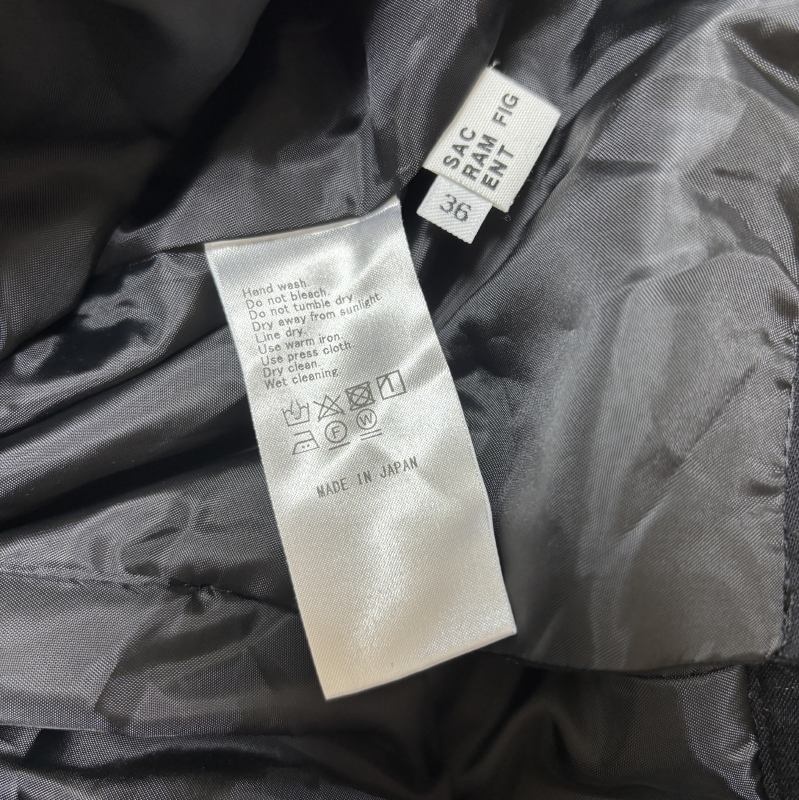 SAC FIG
RAM
ENT
36
Hand wash.
Do not bleach.
Do not tumble dry.
Dry away from sunlight
Line dry.
Use warm iron.
Use press cloth.
Dry clean.
Wet cleaning.
F W
MADE IN JAPAN